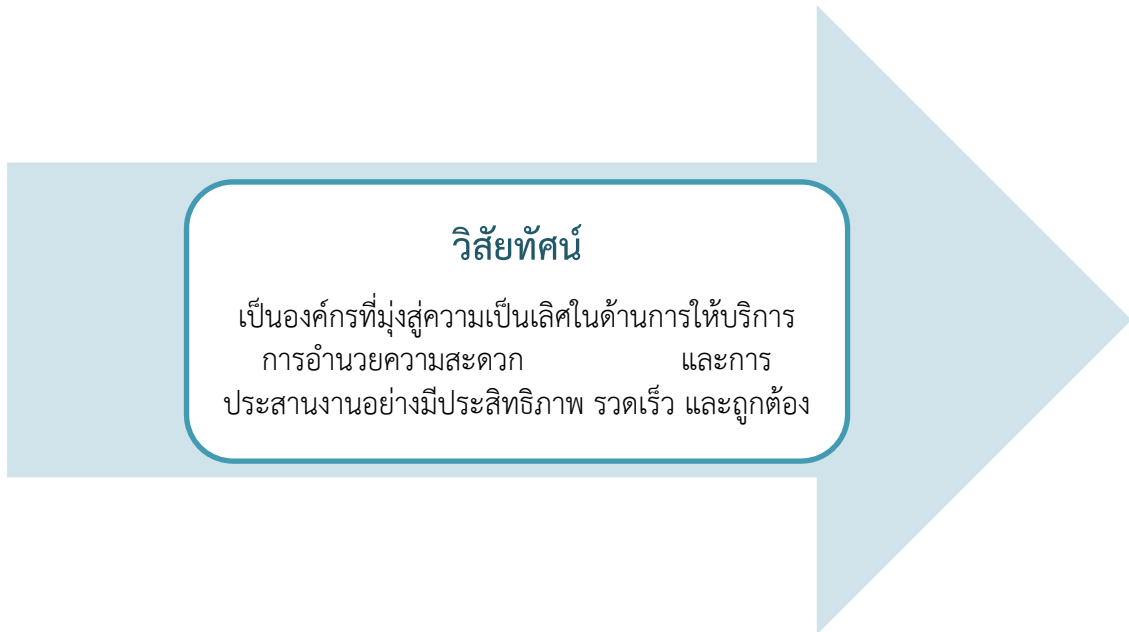 วิสัยทัศน์
เป็นองค์กรที่มุ่งสู่ความเป็นเลิศในด้านการให้บริการ
การอำนวยความสะดวก และการ
ประสานงานอย่างมีประสิทธิภาพ รวดเร็ว และถูกต้อง